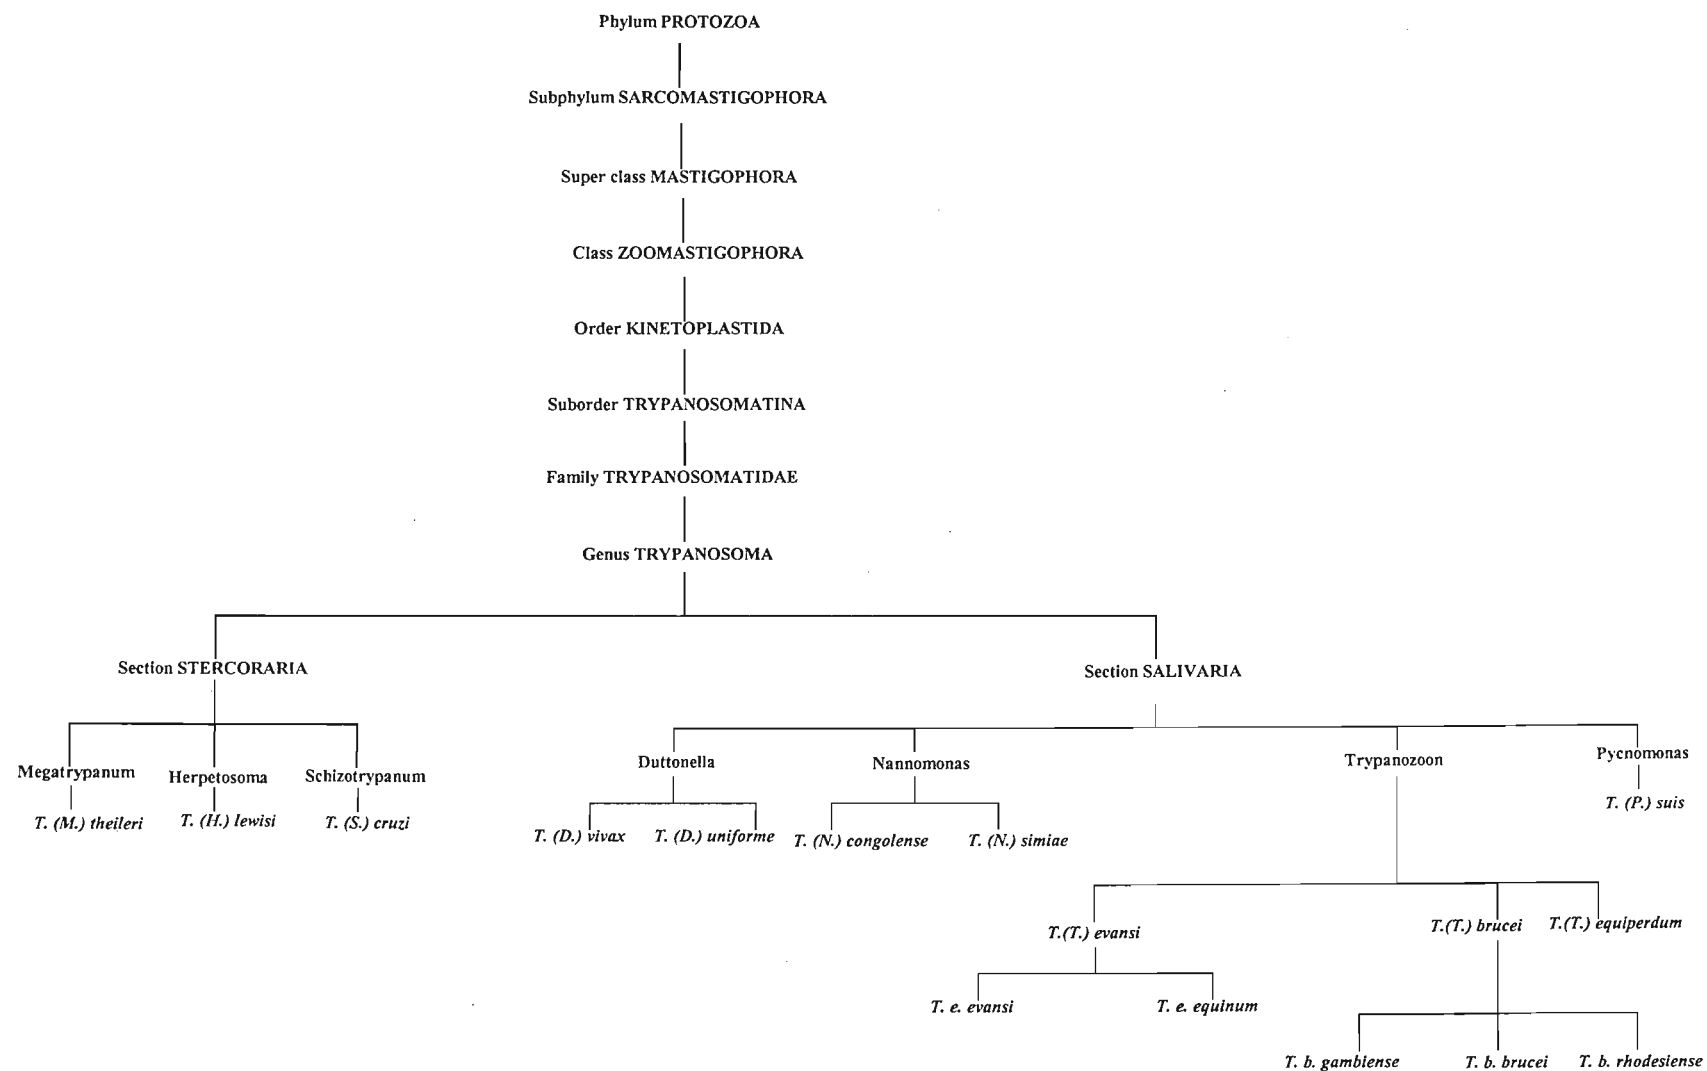 Phylum PROTOZOA
Subphylum SARCOMASTIGOPHORA
Super class MASTIGOPHORA
Class ZOOMASTIGOPHORA
Order KINETOPLASTIDA
Suborder TRYPANOSOMATINA
Family TRYPANOSOMATIDAE
Genus TRYPANOSOMA
Section STERCORARIA
Section SALIVARIA
Megatrypanum
Herpetosoma
Schizotrypanum
Duttonella
Nannomonas
Trypanozoon
Pycnomonas
T. (M.) theileri
T. (H.) lewisi
T. (S.) cruzi
T. (D.) vivax
T. (D.) uniforme
T. (N.) congolense
T. (N.) simiae
T. (P.) suis
T.(T.) evansi
T.(T.) brucei
T.(T.) equiperdum
T. e. evansi
T. e. equinum
T. b. gambiense
T. b. brucei
T. b. rhodesiense